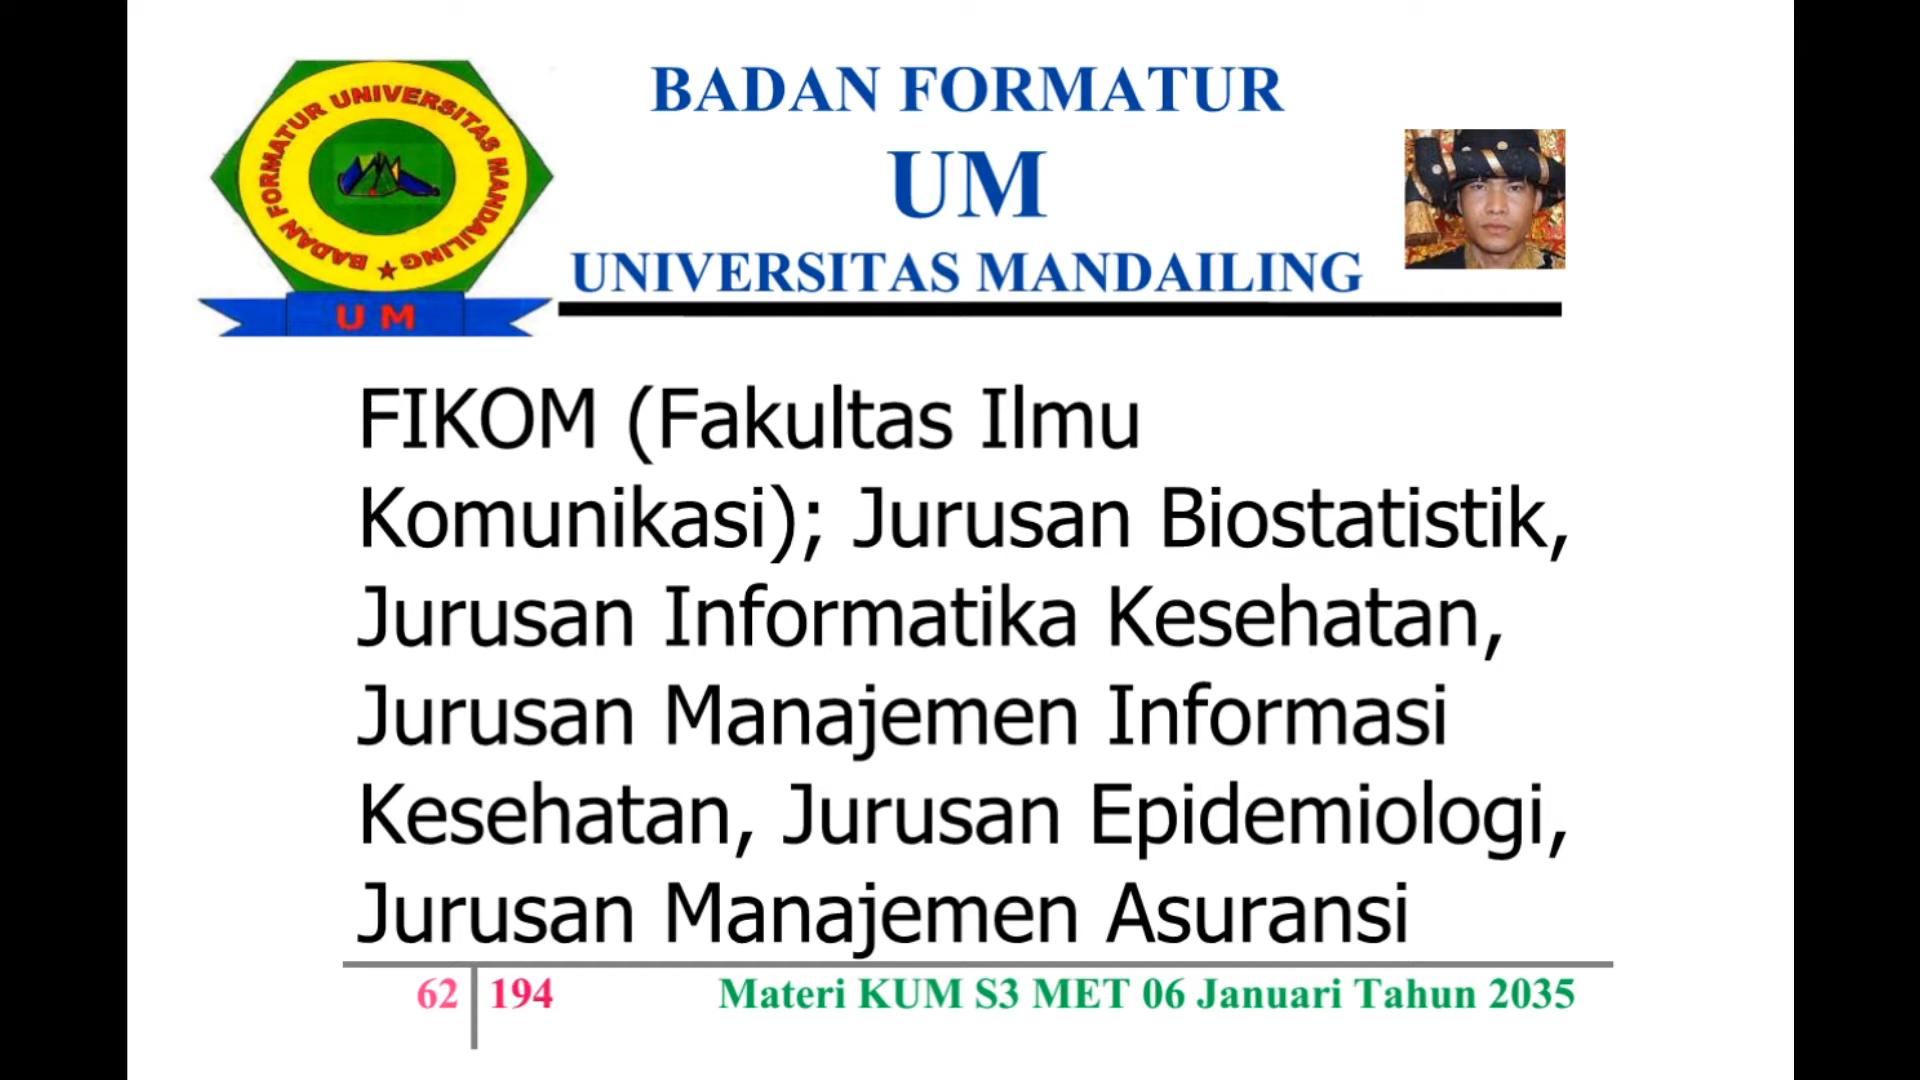 BADAN FORMATUR UNIVERSITAS MANDAILING
U M
BADAN FORMATUR
UM
UNIVERSITAS MANDAILING
FIKOM (Fakultas Ilmu
Komunikasi); Jurusan Biostatistik,
Jurusan Informatika Kesehatan,
Jurusan Manajemen Informasi
Kesehatan, Jurusan Epidemiologi,
Jurusan Manajemen Asuransi
62 194 Materi KUM S3 MET 06 Januari Tahun 2035